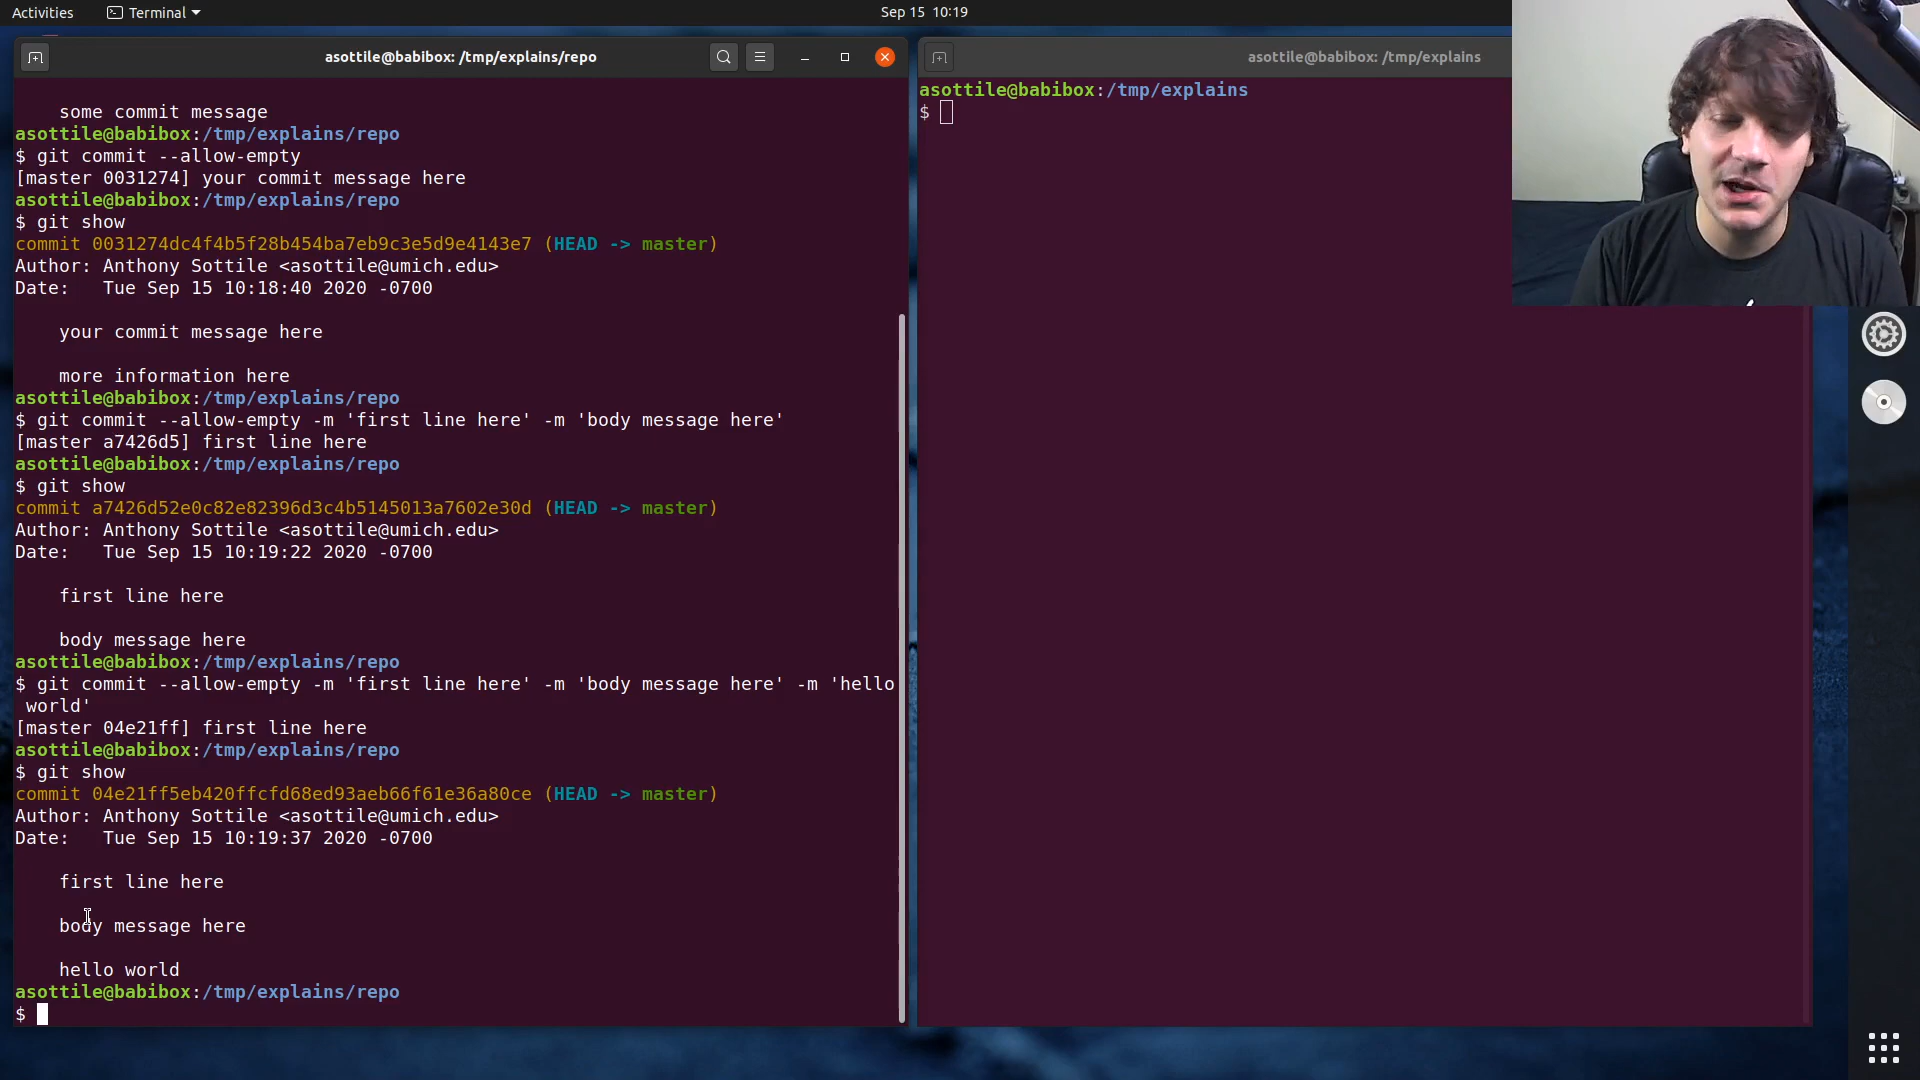 Activities
Terminal
Sep 15 10:19
asottile@babibox: /tmp/explains/repo
some commit message
asottile@babibox:/tmp/explains/repo
$ git commit --allow-empty
[master 0031274] your commit message here
asottile@babibox:/tmp/explains/repo
$ git show
commit 0031274dc4f4b5f28b454ba7eb9c3e5d9e4143e7 (HEAD -> master)
Author: Anthony Sottile <asottile@umich.edu>
Date:   Tue Sep 15 10:18:40 2020 -0700
your commit message here
more information here
asottile@babibox:/tmp/explains/repo
$ git commit --allow-empty -m 'first line here' -m 'body message here'
[master a7426d5] first line here
asottile@babibox:/tmp/explains/repo
$ git show
commit a7426d52e0c82e82396d3c4b5145013a7602e30d (HEAD -> master)
Author: Anthony Sottile <asottile@umich.edu>
Date:   Tue Sep 15 10:19:22 2020 -0700
first line here
body message here
asottile@babibox:/tmp/explains/repo
$ git commit --allow-empty -m 'first line here' -m 'body message here' -m 'hello
world'
[master 04e21ff] first line here
asottile@babibox:/tmp/explains/repo
$ git show
commit 04e21ff5eb420ffcfd68ed93aeb66f61e36a80ce (HEAD -> master)
Author: Anthony Sottile <asottile@umich.edu>
Date:   Tue Sep 15 10:19:37 2020 -0700
first line here
body message here
hello world
asottile@babibox:/tmp/explains/repo
$
asottile@babibox: /tmp/explains
asottile@babibox:/tmp/explains
$